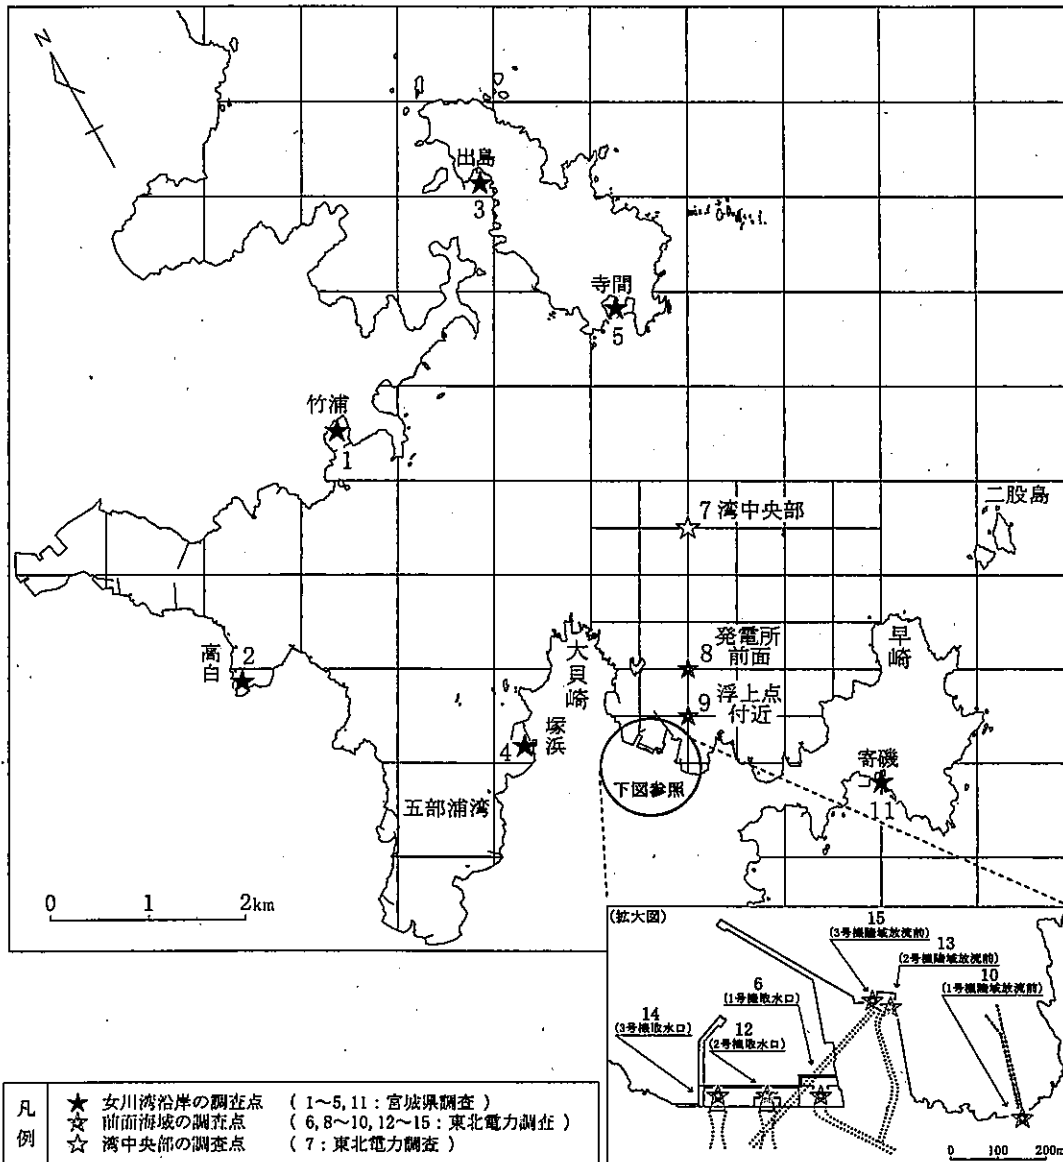 N
出島
3
寺間
5
竹浦
1
二股島
7 湾中央部
早崎
発電所
前面
8
大貝崎
高白
2
9
浮上点
付近
塚浜
4
寄磯
11
下図参照
五部浦湾
0 1 2km
(拡大図)
15
(3号機陸域放流前)
13
(2号機陸域放流前)
10
(1号機陸域放流前)
6
(1号機取水口)
14
(3号機取水口)
12
(2号機取水口)
0 100 200m
凡例
★ 女川湾沿岸の調査点 ( 1~5,11 : 宮城県調査 )
☆ 前面海域の調査点 ( 6,8~10,12~15 : 東北電力調査 )
☆ 湾中央部の調査点 ( 7 : 東北電力調査 )